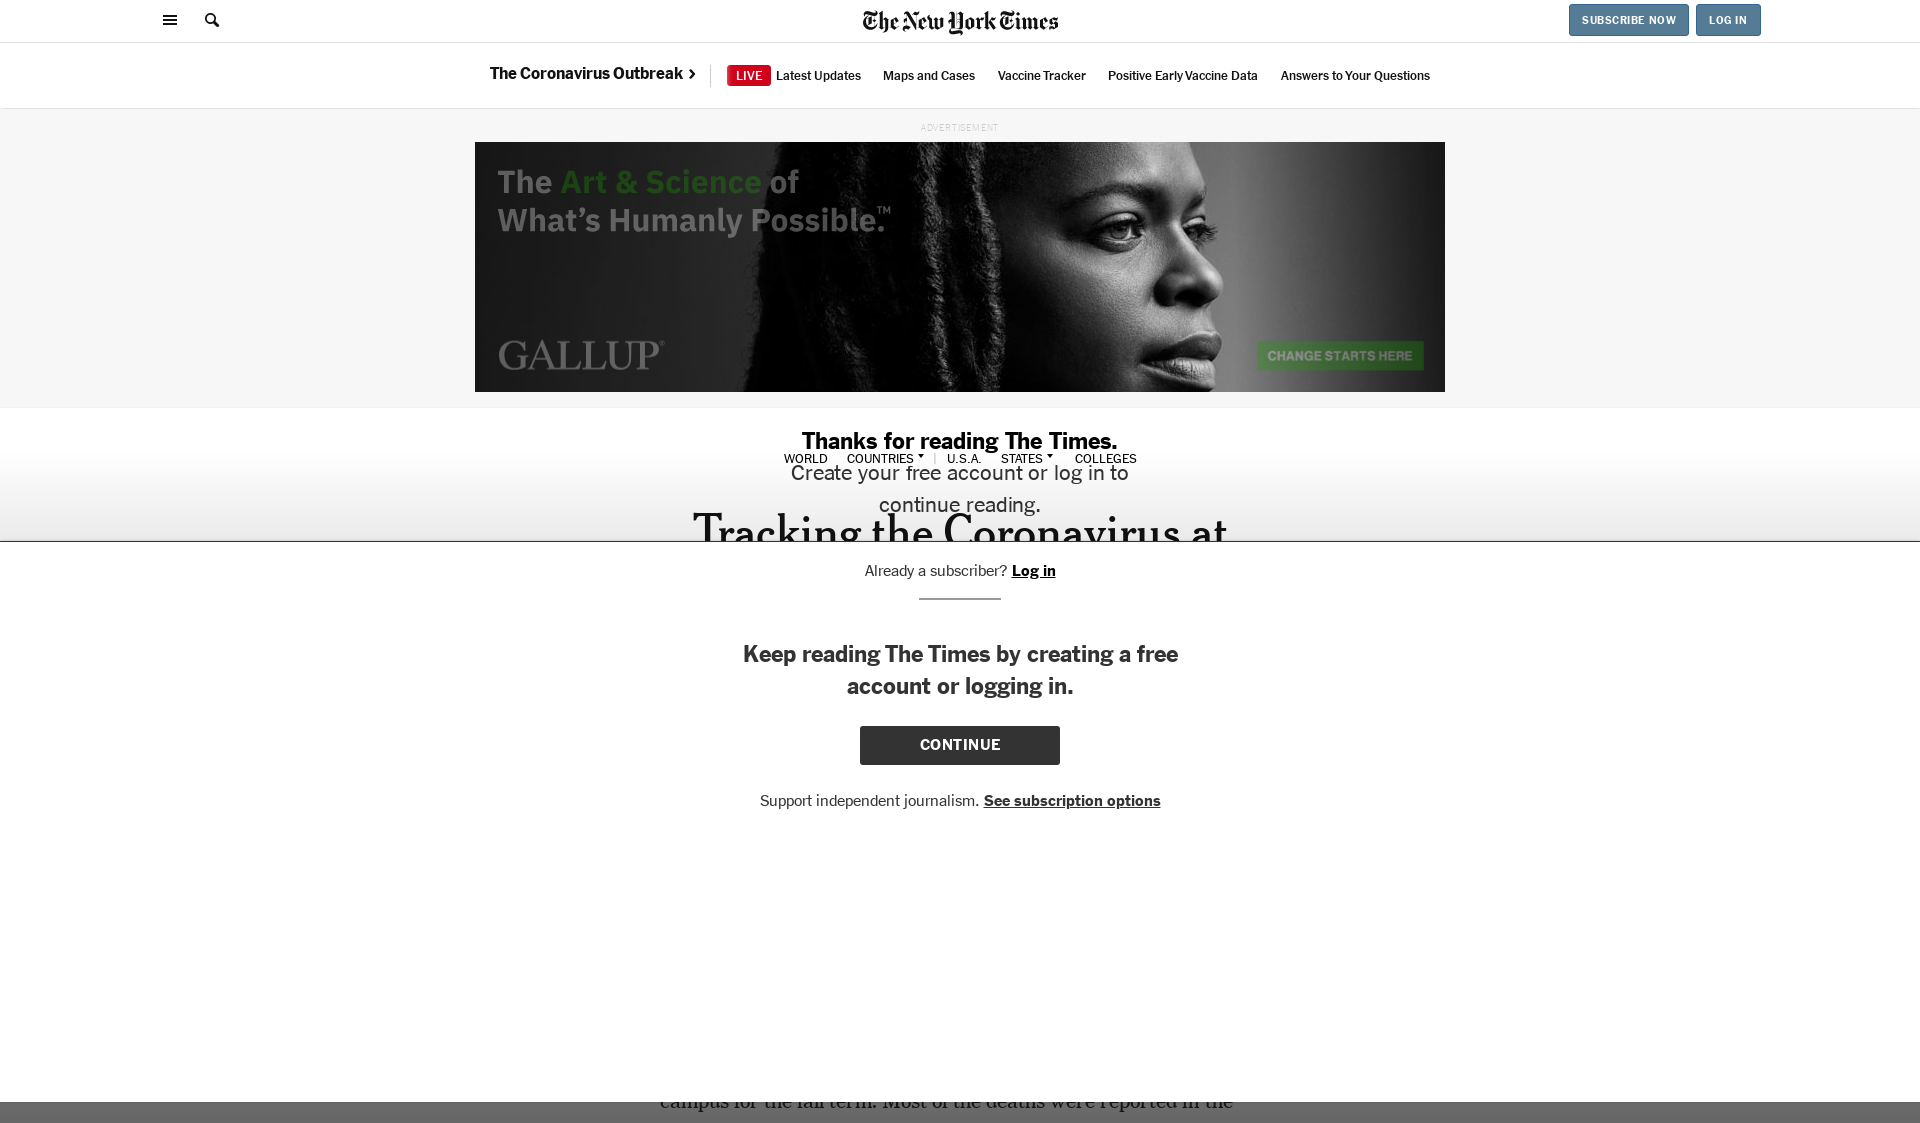 The New York Times
SUBSCRIBE NOW
LOG IN
The Coronavirus Outbreak ›
LIVE Latest Updates
Maps and Cases
Vaccine Tracker
Positive Early Vaccine Data
Answers to Your Questions
ADVERTISEMENT
The Art & Science of
What's Humanly Possible.™
GALLUP®
CHANGE STARTS HERE
Thanks for reading The Times.
WORLD COUNTRIES U.S.A. STATES COLLEGES
Create your free account or log in to
continue reading.
Tracking the Coronavirus at
Already a subscriber? Log in
Keep reading The Times by creating a free
account or logging in.
CONTINUE
Support independent journalism. See subscription options
campus for the fall term. Most of the deaths were reported in the